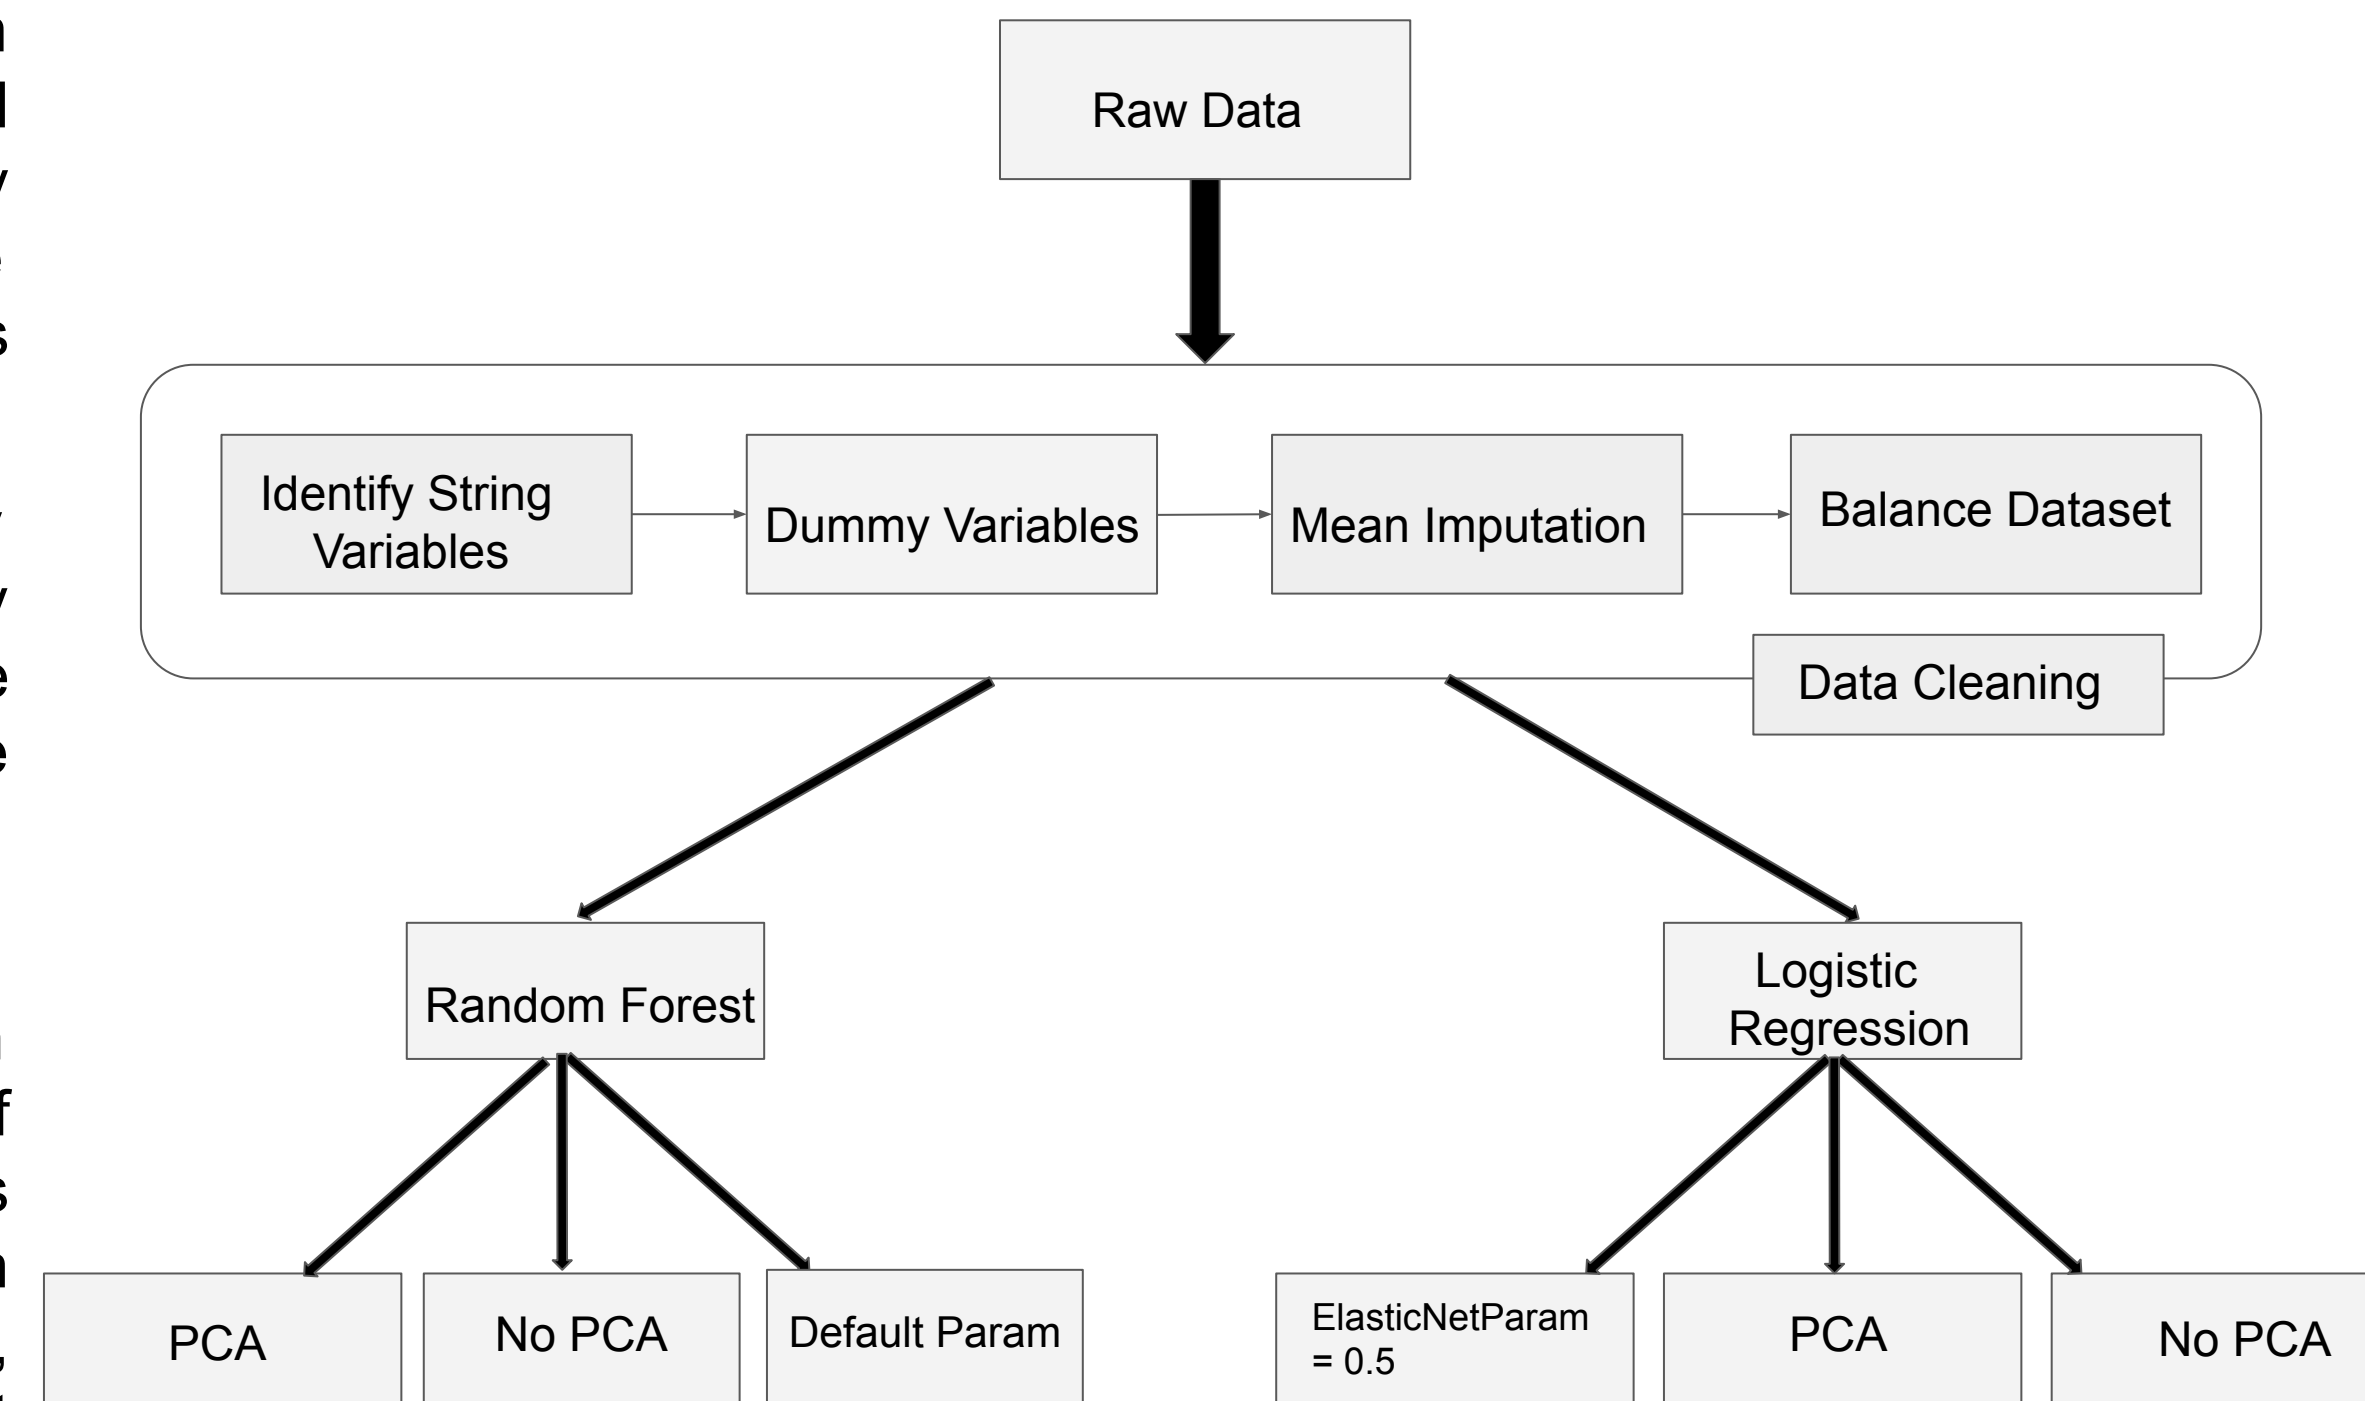 Raw Data
Identify String
Variables
Dummy Variables
Mean Imputation
Balance Dataset
Data Cleaning
Random Forest
Logistic
Regression
PCA
No PCA
Default Param
ElasticNetParam
= 0.5
PCA
No PCA